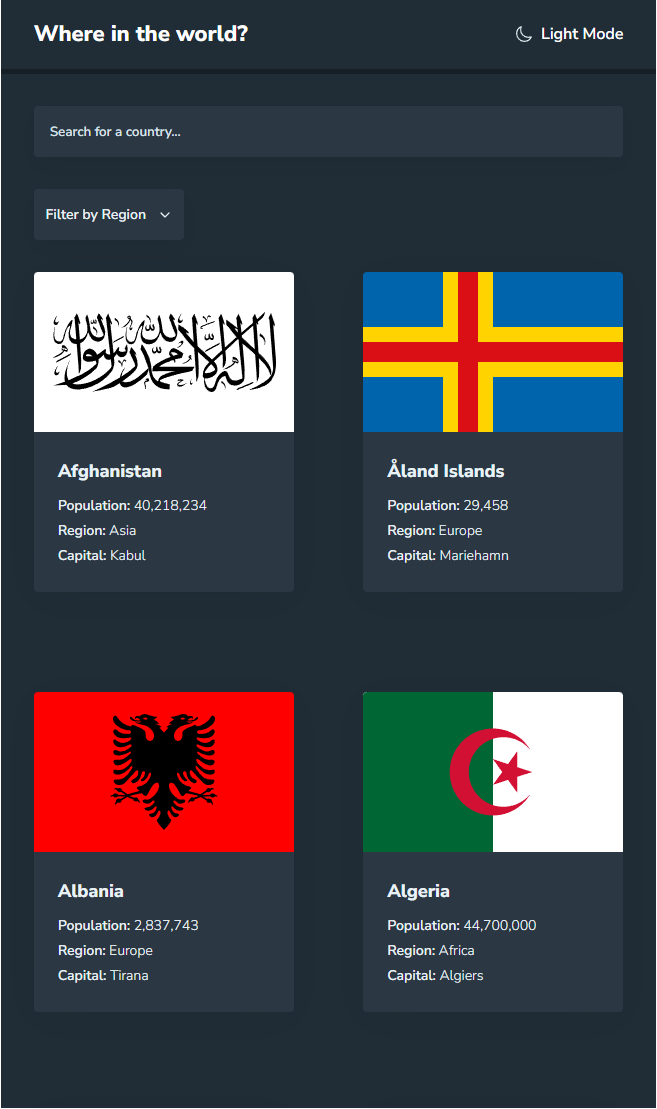 Where in the world?
Light Mode
Search for a country...
Filter by Region
لا إله إلا الله محمد رسول الله
Afghanistan
Population: 40,218,234
Region: Asia
Capital: Kabul
Åland Islands
Population: 29,458
Region: Europe
Capital: Mariehamn
Albania
Population: 2,837,743
Region: Europe
Capital: Tirana
Algeria
Population: 44,700,000
Region: Africa
Capital: Algiers